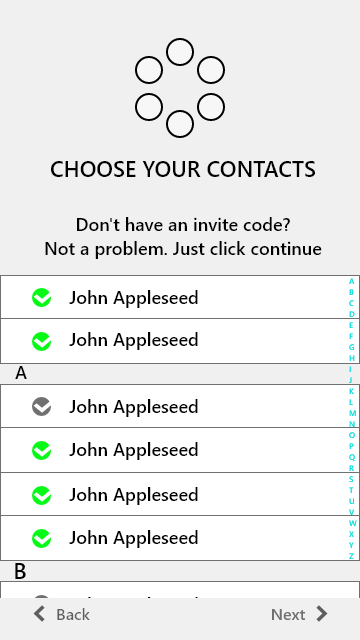 CHOOSE YOUR CONTACTS
Don't have an invite code?
Not a problem. Just click continue
John Appleseed
John Appleseed
A
John Appleseed
John Appleseed
John Appleseed
John Appleseed
B
A
B
C
D
E
F
G
H
I
J
K
L
M
N
O
P
Q
R
S
T
U
V
W
X
Y
Z
Back
Next